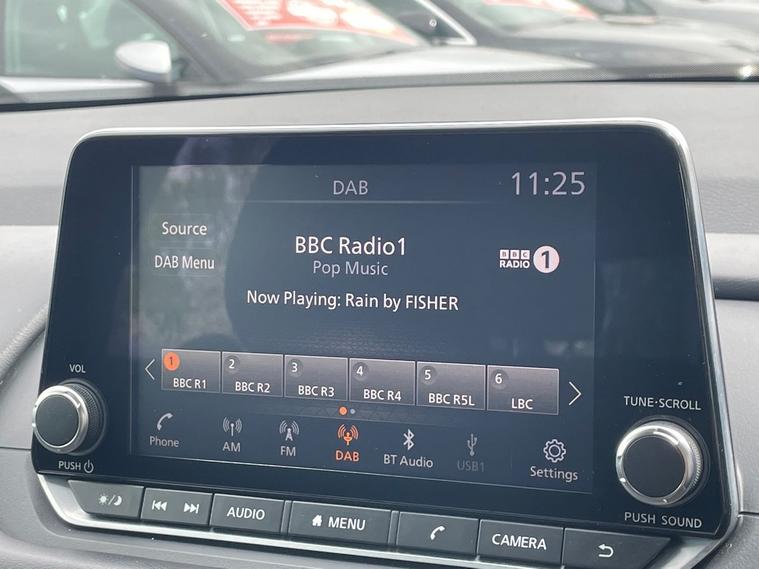 DAB
11:25
Source
DAB Menu
BBC Radio1
Pop Music
BBC
RADIO 1
Now Playing: Rain by FISHER
1
BBC R1
2
BBC R2
3
BBC R3
4
BBC R4
5
BBC R5L
6
LBC
Phone
AM
FM
DAB
BT Audio
USB1
Settings
VOL
PUSH
TUNE·SCROLL
PUSH SOUND
AUDIO
MENU
CAMERA